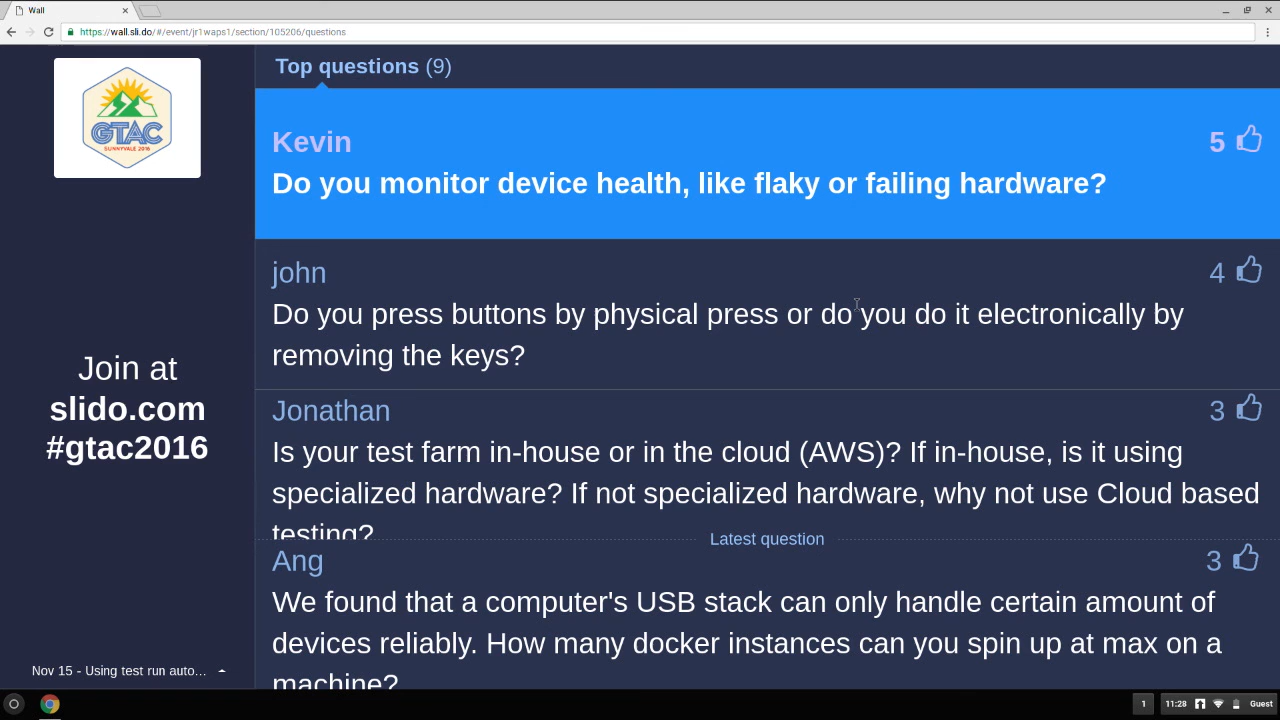 Wall
https://wall.sli.do/#/event/jr1waps1/section/105206/questions
GTAC
SUNNYVALE 2016
Top questions (9)
Kevin
5
Do you monitor device health, like flaky or failing hardware?
john
4
Do you press buttons by physical press or do you do it electronically by
removing the keys?
Jonathan
3
Is your test farm in-house or in the cloud (AWS)? If in-house, is it using
specialized hardware? If not specialized hardware, why not use Cloud based
testing?
Latest question
Ang
3
We found that a computer's USB stack can only handle certain amount of
devices reliably. How many docker instances can you spin up at max on a
machine?
Join at
slido.com
#gtac2016
Nov 15 - Using test run auto...
1
11:28
Guest